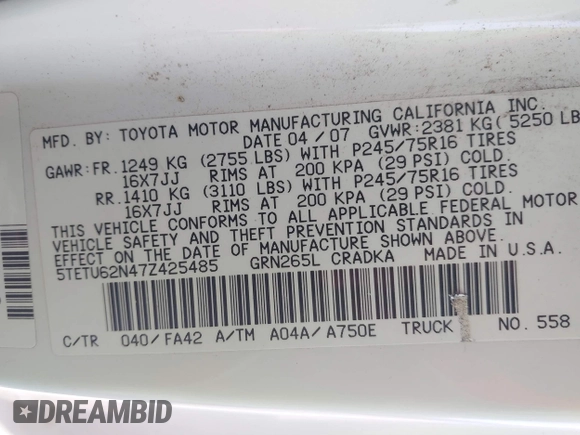 MFD. BY: TOYOTA MOTOR MANUFACTURING CALIFORNIA INC.
DATE 04 / 07 GVWR: 2381 KG ( 5250 LB
GAWR: FR. 1249 KG (2755 LBS) WITH P245/75R16 TIRES
16X7JJ RIMS AT 200 KPA (29 PSI) COLD.
RR. 1410 KG (3110 LBS) WITH P245/75R16 TIRES
16X7JJ RIMS AT 200 KPA (29 PSI) COLD.
THIS VEHICLE CONFORMS TO ALL APPLICABLE FEDERAL MOTOR
VEHICLE SAFETY AND THEFT PREVENTION STANDARDS IN
EFFECT ON THE DATE OF MANUFACTURE SHOWN ABOVE.
5TETU62N47Z425485 GRN265L CRADKA MADE IN U.S.A.
C/TR 040/FA42 A/TM A04A/A750E TRUCK NO. 558
DREAMBID